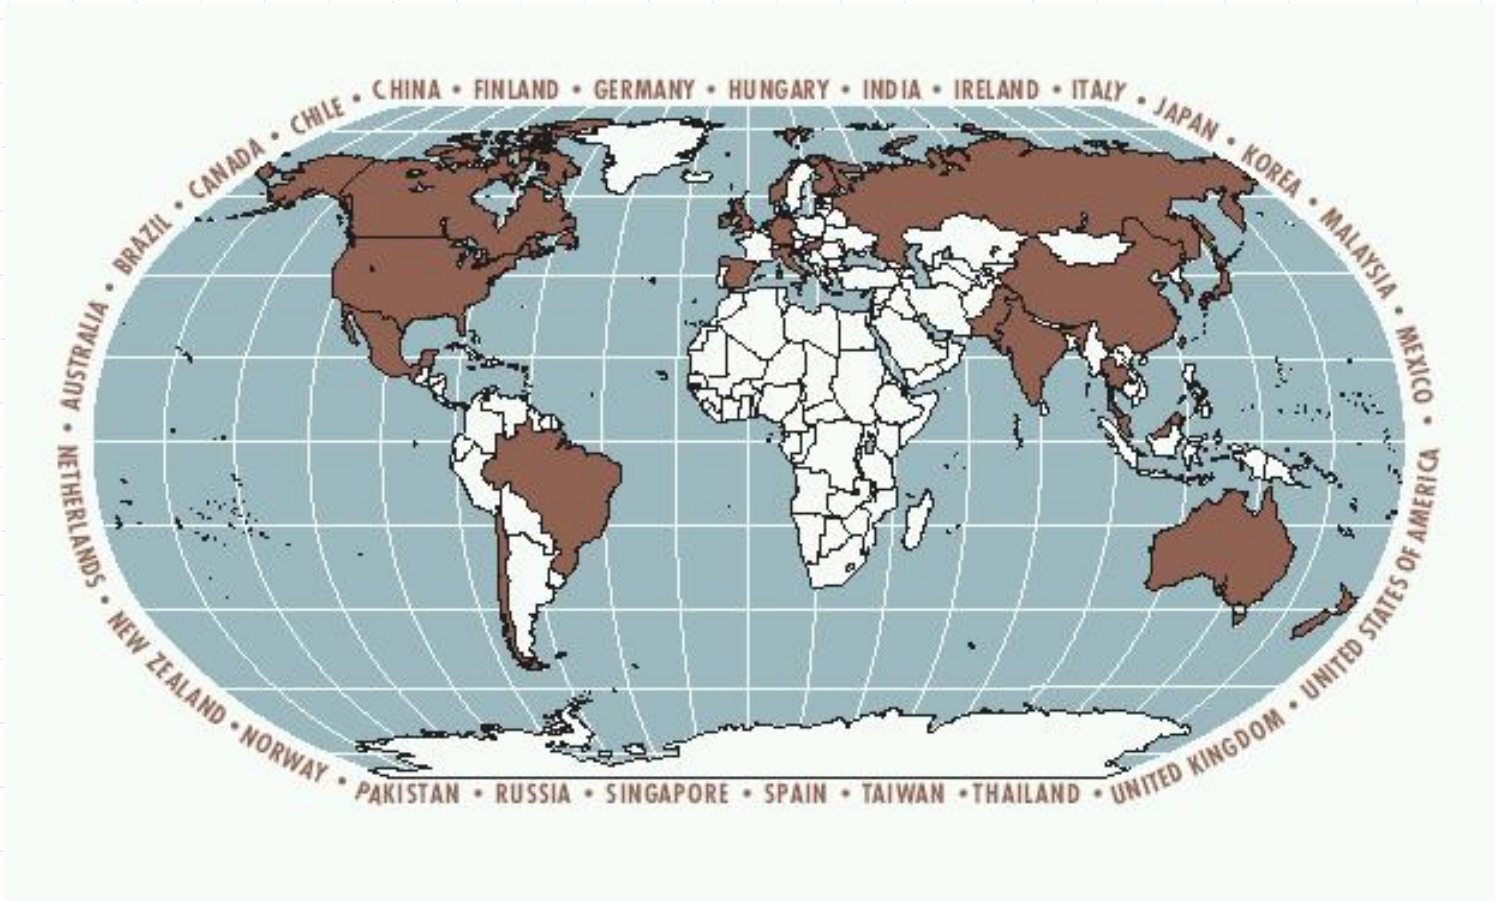 AUSTRALIA • BRAZIL • CANADA • CHILE • CHINA • FINLAND • GERMANY • HUNGARY • INDIA • IRELAND • ITALY • JAPAN • KOREA • MALAYSIA • MEXICO •
NETHERLANDS • NEW ZEALAND • NORWAY • PAKISTAN • RUSSIA • SINGAPORE • SPAIN • TAIWAN • THAILAND • UNITED KINGDOM • UNITED STATES OF AMERICA